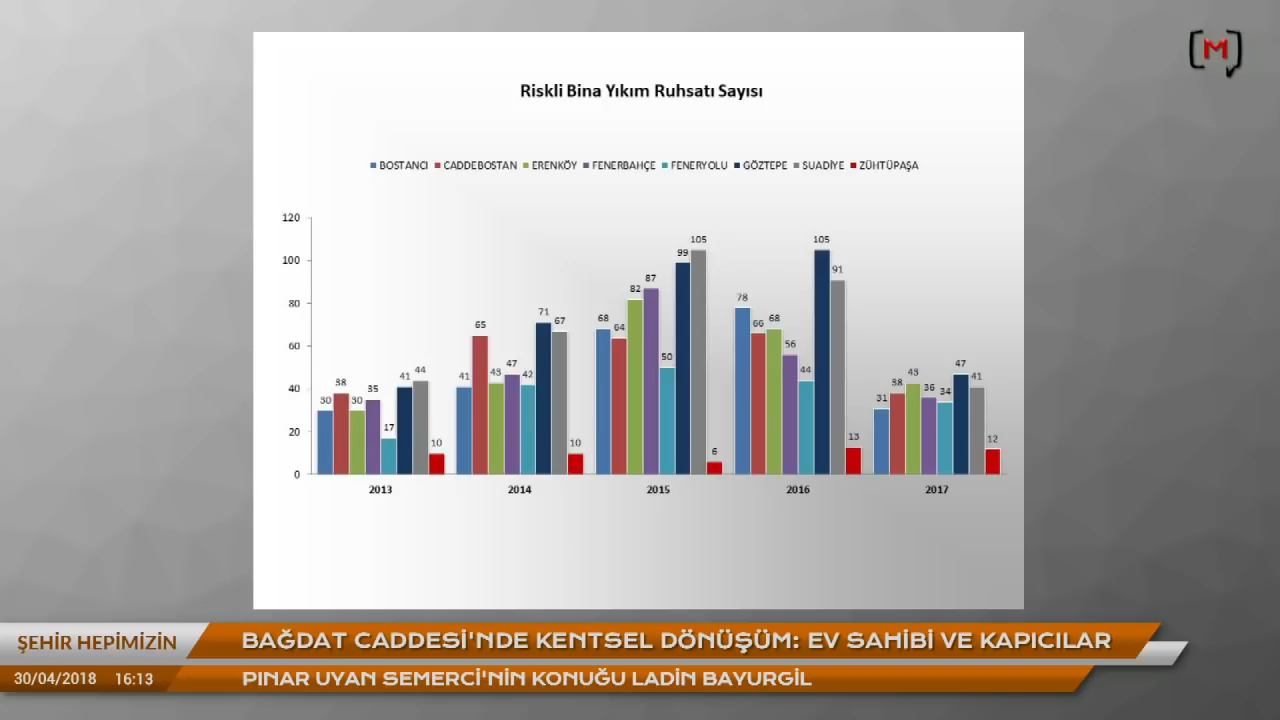 [M]
Riskli Bina Yıkım Ruhsatı Sayısı
BOSTANCI CADDEBOSTAN ERENKÖY FENERBAHÇE FENERYOLU GÖZTEPE SUADİYE ZÜHTÜPAŞA
120
100
80
60
40
20
0
30 38 30 35 17 41 44 10
41 65 43 47 42 71 67 10
68 64 82 87 50 99 105 6
78 66 68 56 44 105 91 13
31 38 43 36 34 47 41 12
2013 2014 2015 2016 2017
ŞEHİR HEPİMİZİN
BAĞDAT CADDESİ'NDE KENTSEL DÖNÜŞÜM: EV SAHİBİ VE KAPICILAR
30/04/2018 16:13
PINAR UYAN SEMERCİ'NİN KONUĞU LADİN BAYURGİL